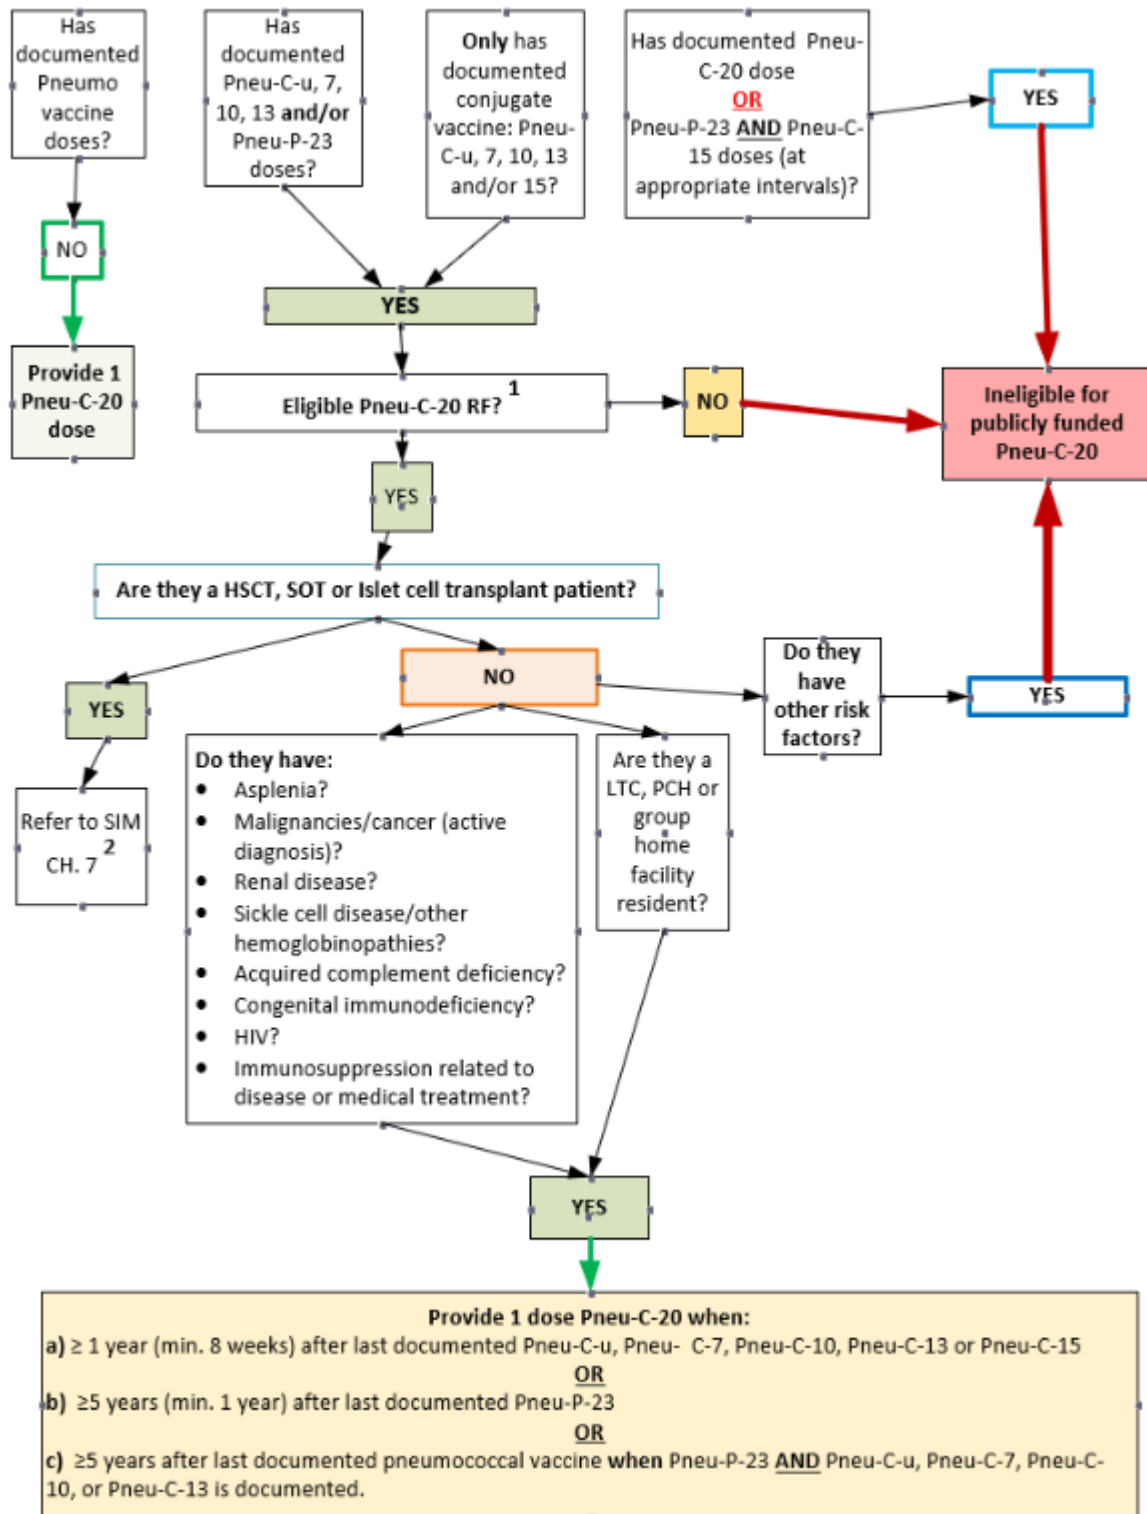 Has
documented
Pneumo
vaccine
doses?
Has
documented
Pneu-C-u, 7,
10, 13 and/or
Pneu-P-23
doses?
Only has
documented
conjugate
vaccine: Pneu-
C-u, 7, 10, 13
and/or 15?
Has documented Pneu-
C-20 dose
OR
Pneu-P-23 AND Pneu-C-
15 doses (at
appropriate intervals)?
YES
NO
YES
Provide 1
Pneu-C-20
dose
Eligible Pneu-C-20 RF? 1
NO
Ineligible for
publicly funded
Pneu-C-20
YES
Are they a HSCT, SOT or Islet cell transplant patient?
YES
NO
Do they
have
other risk
factors?
YES
Refer to SIM
CH. 7 2
Do they have:
• Asplenia?
• Malignancies/cancer (active
diagnosis)?
• Renal disease?
• Sickle cell disease/other
hemoglobinopathies?
• Acquired complement deficiency?
• Congenital immunodeficiency?
• HIV?
• Immunosuppression related to
disease or medical treatment?
Are they a
LTC, PCH or
group
home
facility
resident?
YES
Provide 1 dose Pneu-C-20 when:
a) ≥ 1 year (min. 8 weeks) after last documented Pneu-C-u, Pneu- C-7, Pneu-C-10, Pneu-C-13 or Pneu-C-15
OR
b) ≥5 years (min. 1 year) after last documented Pneu-P-23
OR
c) ≥5 years after last documented pneumococcal vaccine when Pneu-P-23 AND Pneu-C-u, Pneu-C-7, Pneu-C-
10, or Pneu-C-13 is documented.